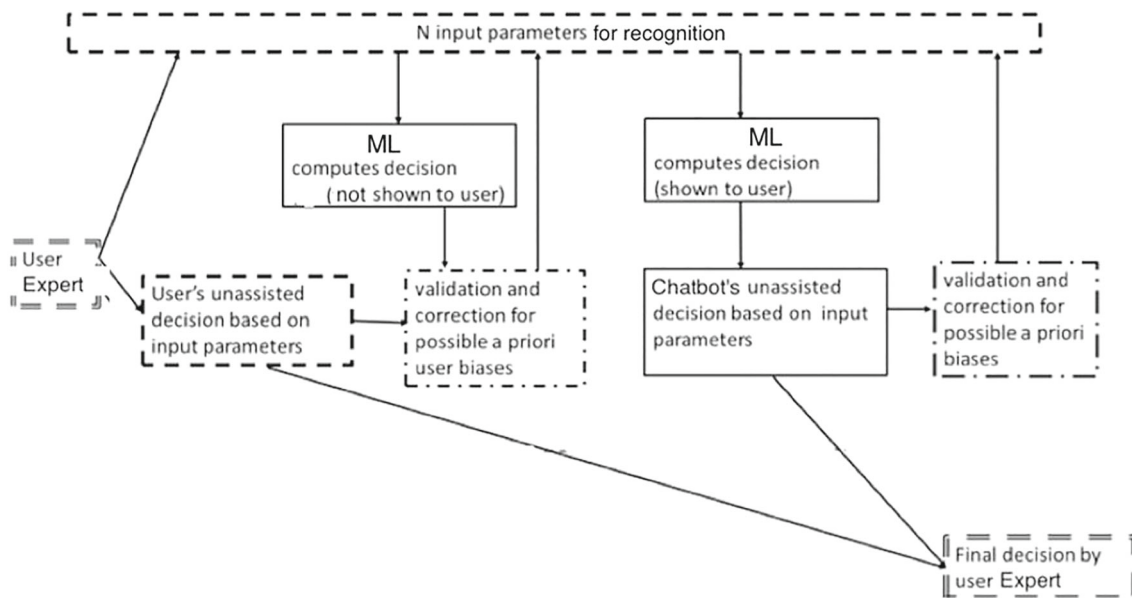 N input parameters for recognition
ML
computes decision
(not shown to user)
ML
computes decision
(shown to user)
User
Expert
User's unassisted
decision based on
input parameters
validation and
correction for
possible a priori
user biases
Chatbot's unassisted
decision based on input
parameters
validation and
correction for
possible a priori
biases
Final decision by
user Expert